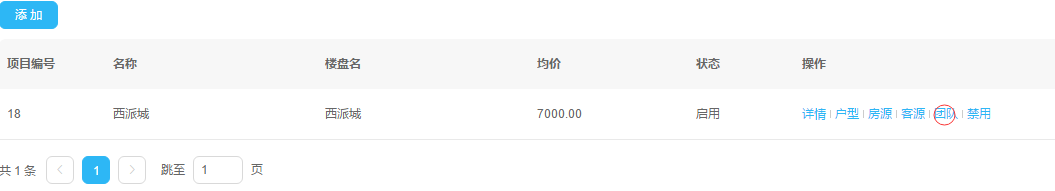 添加
项目编号 名称 楼盘名 均价 状态 操作
18 西派城 西派城 7000.00 启用 详情 | 户型 | 房源 | 客源 | 团队 | 禁用
共 1 条 < 1 > 跳至 1 页